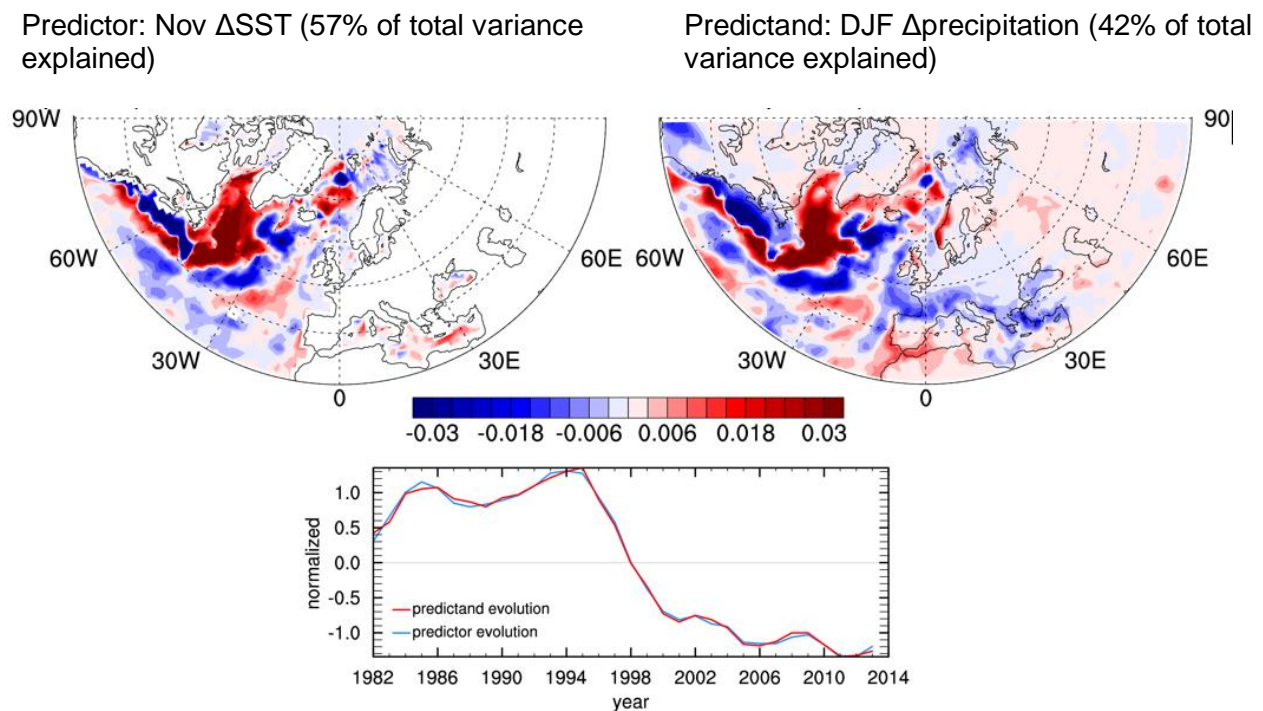 Predictor: Nov ΔSST (57% of total variance
explained)
Predictand: DJF Δprecipitation (42% of total
variance explained)
90W
60W
30W
0
30E
60E
60W
30W
0
30E
60E
90
-0.03 -0.018 -0.006 0.006 0.018 0.03
normalized
1.0
0.5
0.0
-0.5
-1.0
predictand evolution
predictor evolution
1982 1986 1990 1994 1998 2002 2006 2010 2014
year